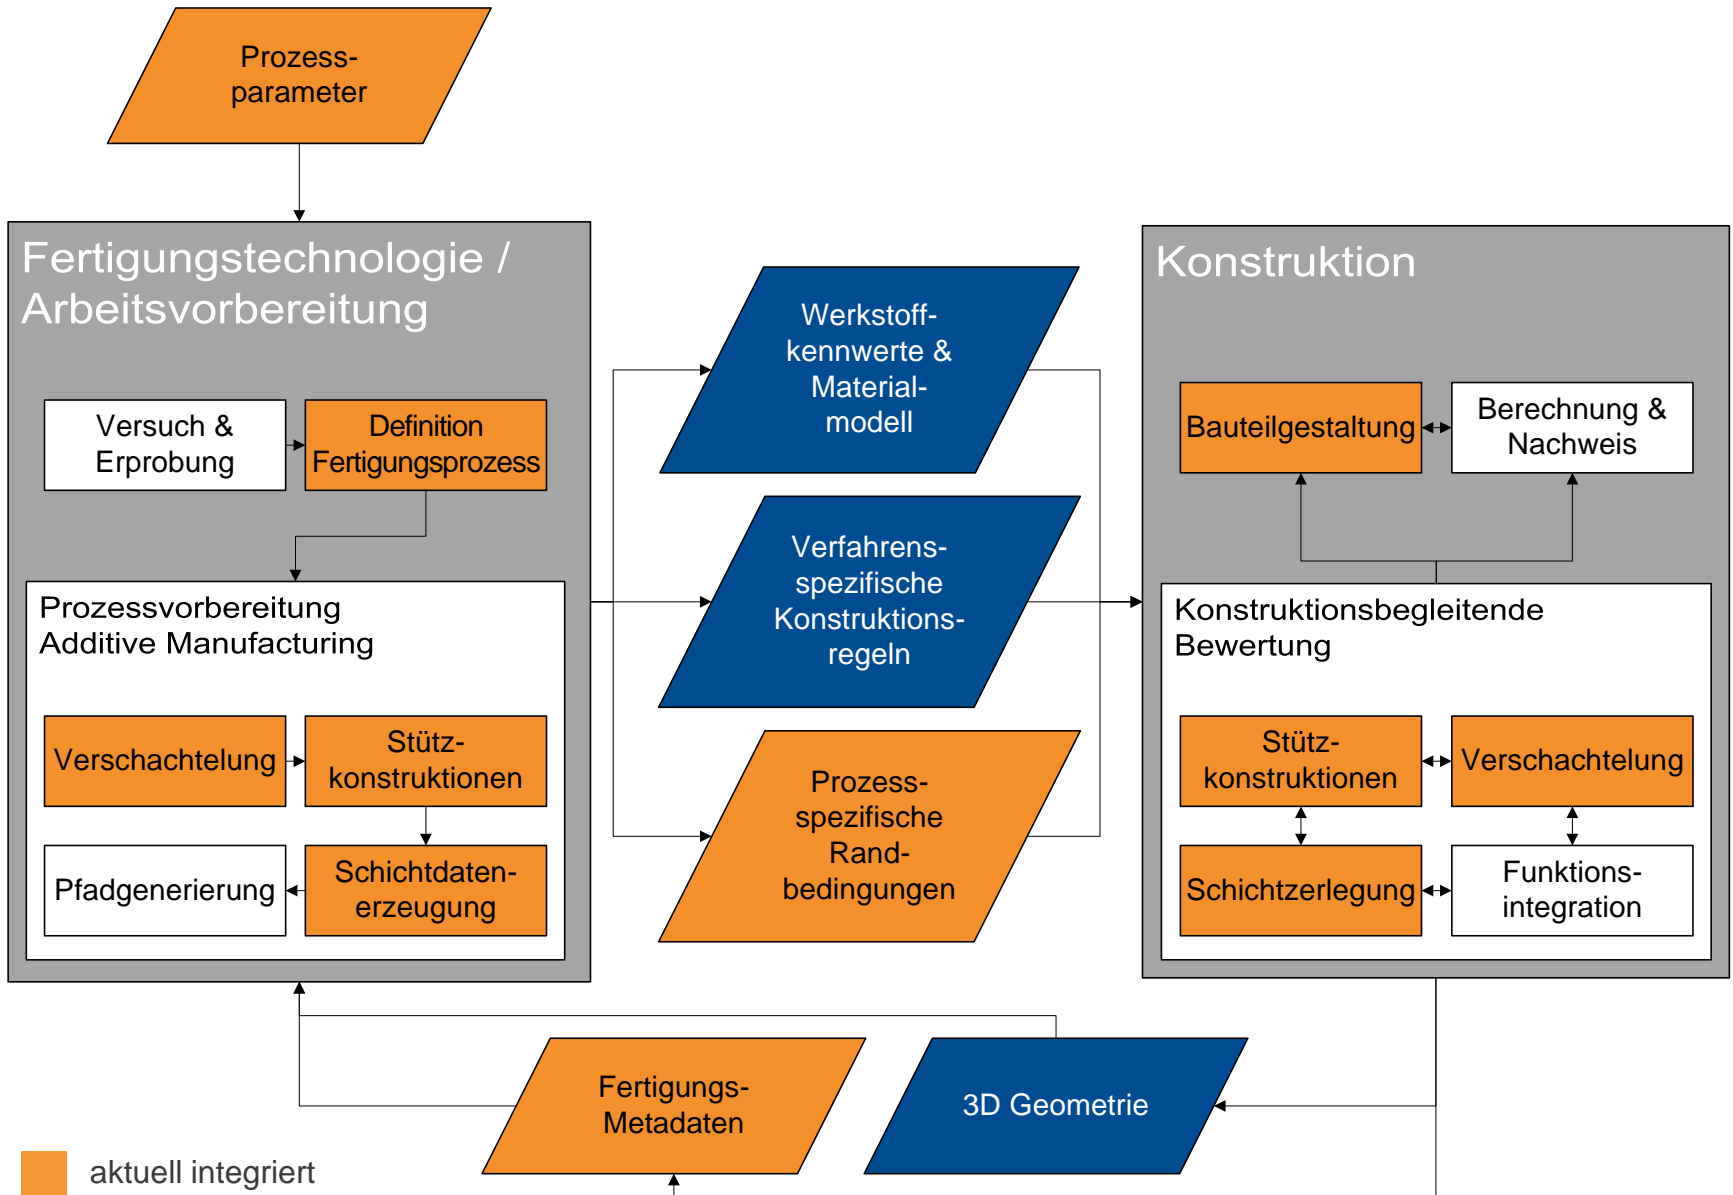 Prozess-
parameter
Fertigungstechnologie /
Arbeitsvorbereitung
Versuch &
Erprobung
Definition
Fertigungsprozess
Prozessvorbereitung
Additive Manufacturing
Verschachtelung
Stütz-
konstruktionen
Pfadgenerierung
Schichtdaten-
erzeugung
Werkstoff-
kennwerte &
Material-
modell
Verfahrens-
spezifische
Konstruktions-
regeln
Prozess-
spezifische
Rand-
bedingungen
Konstruktion
Bauteilgestaltung
Berechnung &
Nachweis
Konstruktionsbegleitende
Bewertung
Stütz-
konstruktionen
Verschachtelung
Schichtzerlegung
Funktions-
integration
Fertigungs-
Metadaten
3D Geometrie
aktuell integriert